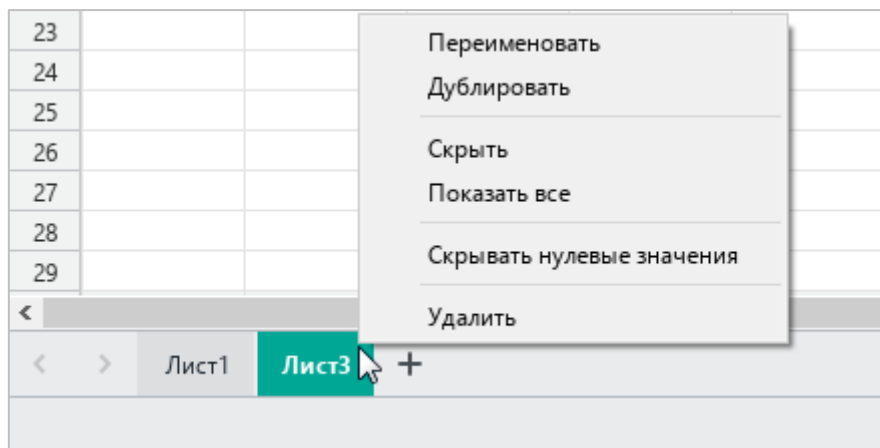 23
Переименовать
24
Дублировать
25
26
Скрыть
27
Показать все
28
Скрывать нулевые значения
29
Удалить
Лист1 Лист3 +